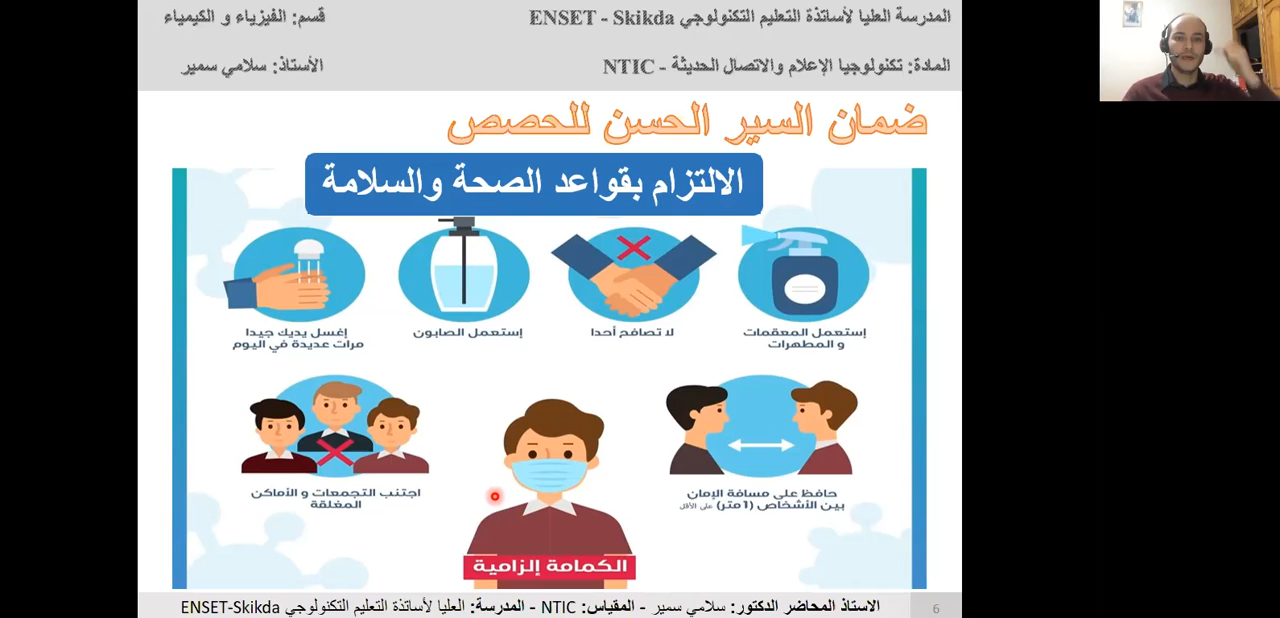 المدرسة العليا لأساتذة التعليم التكنولوجي ENSET - Skikda
قسم: الفيزياء و الكيمياء
المادة: تكنولوجيا الإعلام والاتصال الحديثة - NTIC
الأستاذ: سلامي سمير
ضمان السير الحسن للحصص
الالتزام بقواعد الصحة والسلامة
إستعمل المعقمات
و المطهرات
لا تصافح أحدا
إستعمل الصابون
إغسل يديك جيدا
مرات عديدة في اليوم
حافظ على مسافة الإمان
بين الأشخاص (1متر) على الأقل
اجتنب التجمعات و الأماكن
المغلقة
الكمامة إلزامية
الاستاذ المحاضر الدكتور: سلامي سمير - المقياس: NTIC - المدرسة: العليا لأساتذة التعليم التكنولوجي ENSET-Skikda
6